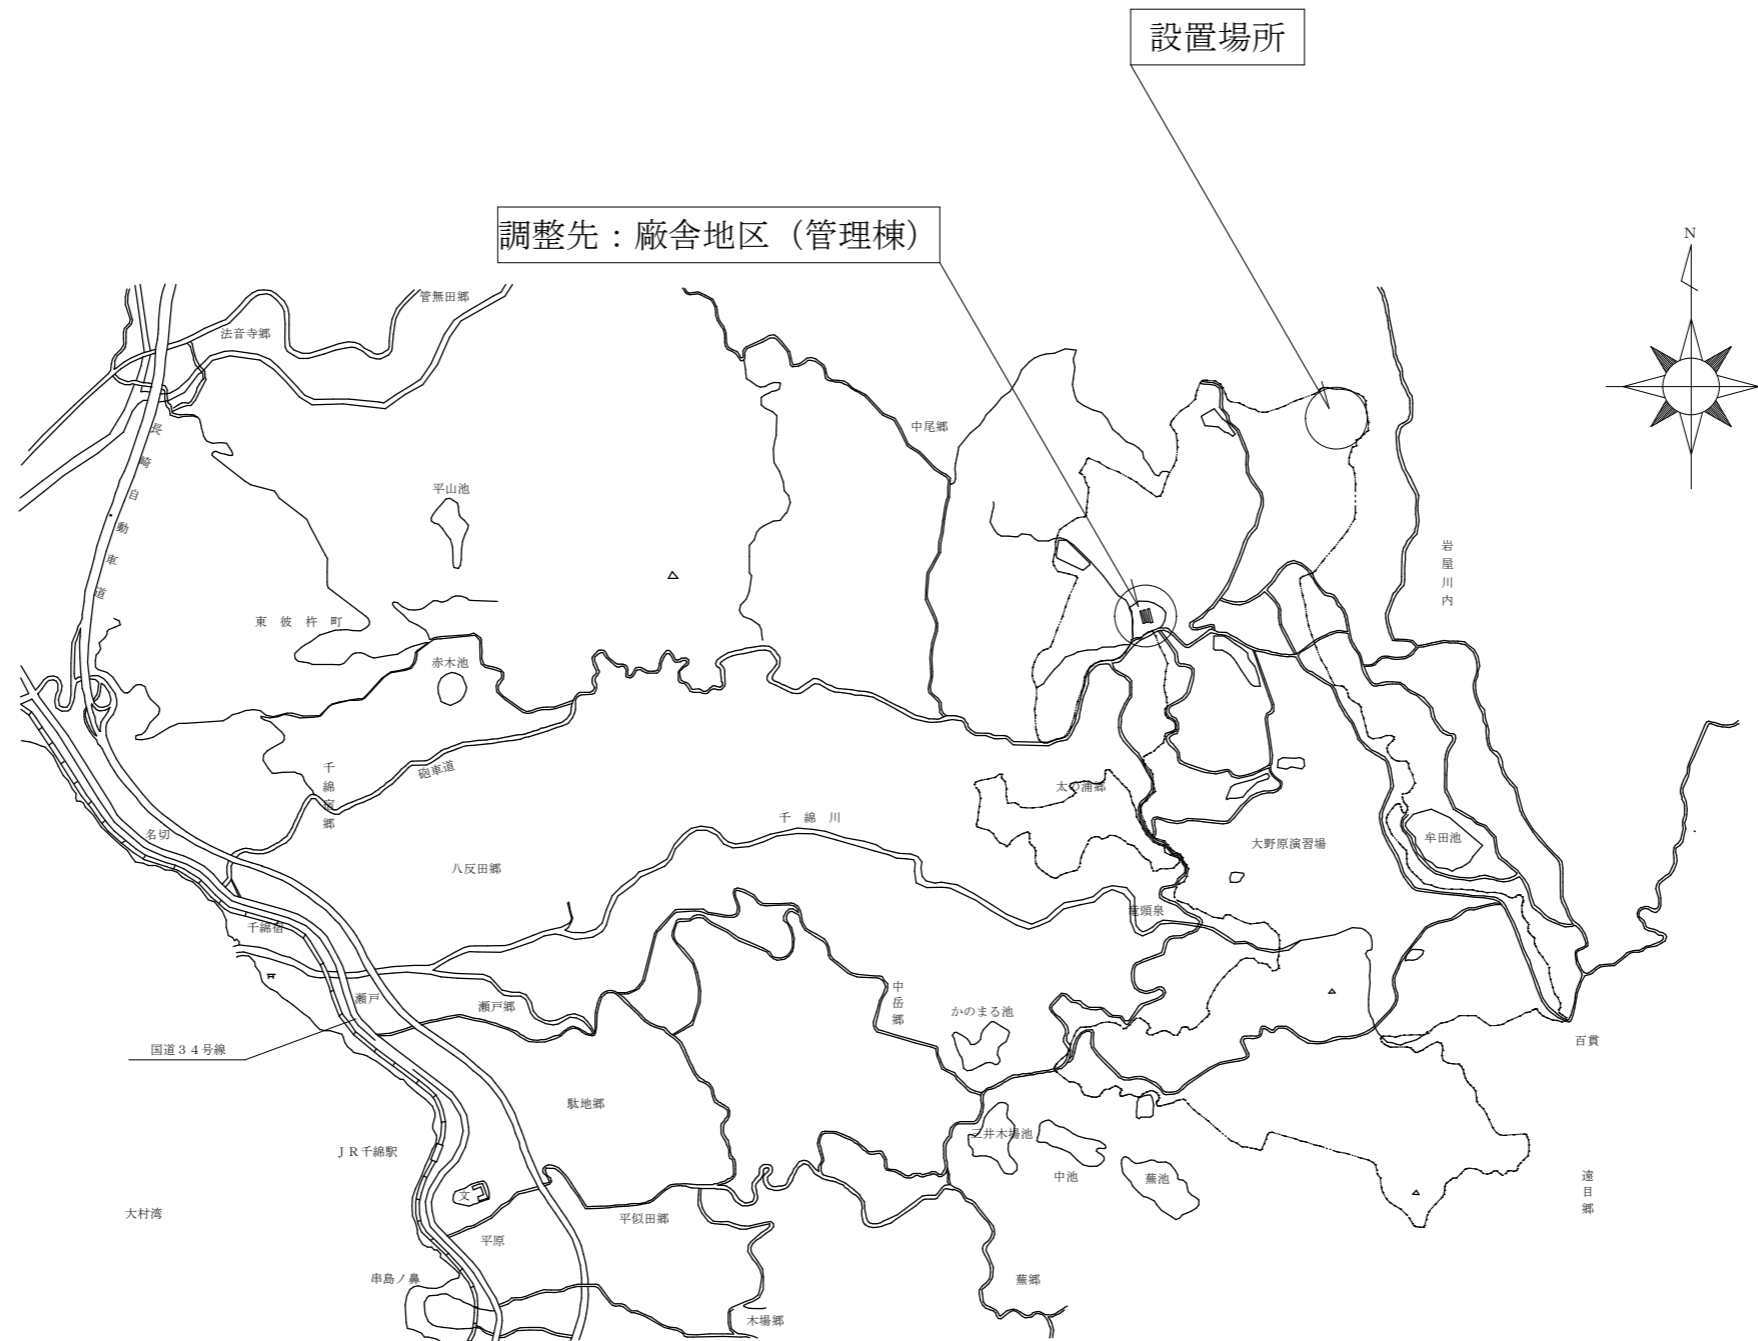 設置場所
調整先：廠舎地区（管理棟）
N
管無田郷
法音寺郷
中尾郷
長崎自動車道
平山池
岩屋川内
東彼杵町
赤木池
千綿宿郷
砲車道
太の浦郷
千綿川
名切
大野原演習場
牟田池
八反田郷
竜頭泉
千綿宿
中岳郷
瀬戸
瀬戸郷
かのまる池
国道３４号線
百貫
駄地郷
三井木場池
ＪＲ千綿駅
中池
蕪池
遠目郷
文
大村湾
平似田郷
平原
串島ノ鼻
蕪郷
木場郷